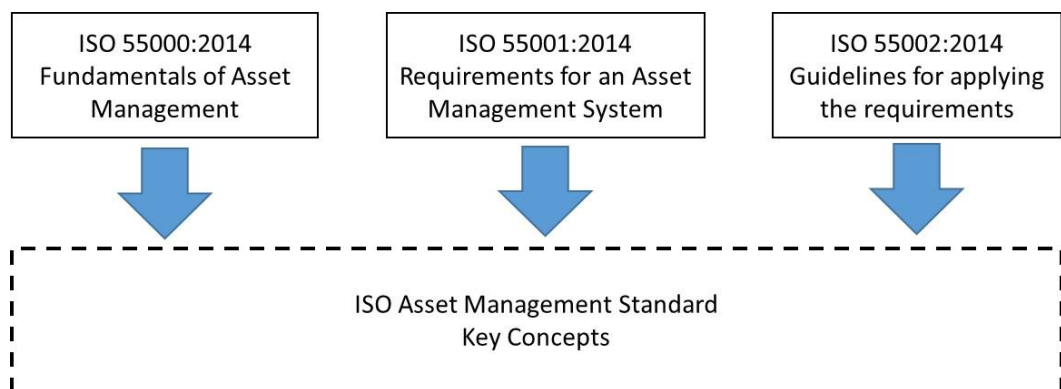 ISO 55000:2014
Fundamentals of Asset
Management
ISO 55001:2014
Requirements for an Asset
Management System
ISO 55002:2014
Guidelines for applying
the requirements
ISO Asset Management Standard
Key Concepts